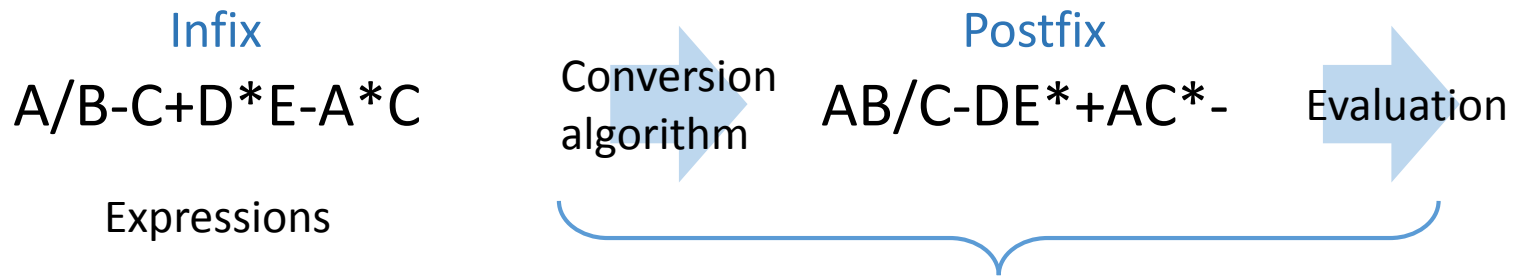 Infix
Postfix
A/B-C+D*E-A*C
Conversion
algorithm
AB/C-DE*+AC*-
Evaluation
Expressions